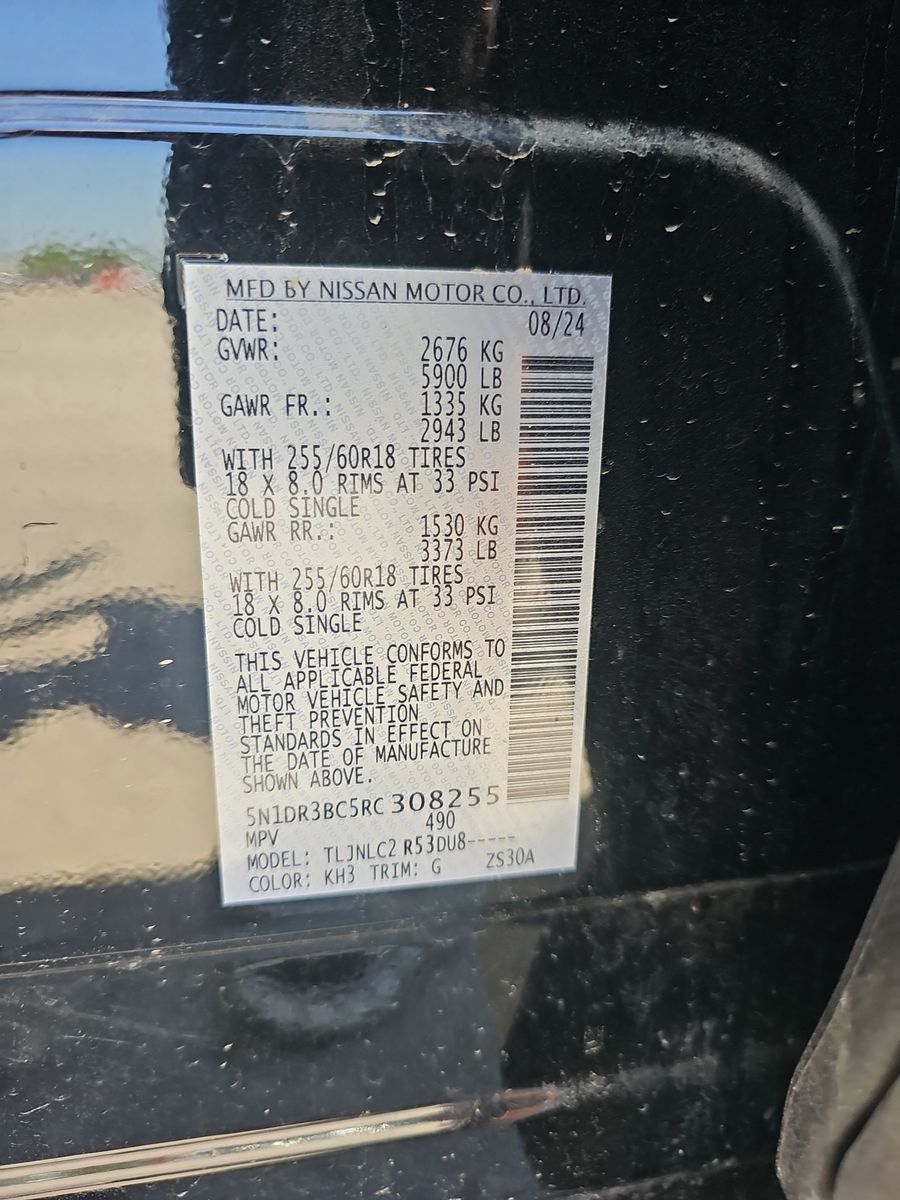 MFD BY NISSAN MOTOR CO., LTD.
DATE: 08/24
GVWR: 2676 KG
5900 LB
GAWR FR.: 1335 KG
2943 LB
WITH 255/60R18 TIRES
18 X 8.0 RIMS AT 33 PSI
COLD SINGLE
GAWR RR.: 1530 KG
3373 LB
WITH 255/60R18 TIRES
18 X 8.0 RIMS AT 33 PSI
COLD SINGLE
THIS VEHICLE CONFORMS TO
ALL APPLICABLE FEDERAL
MOTOR VEHICLE SAFETY AND
THEFT PREVENTION
STANDARDS IN EFFECT ON
THE DATE OF MANUFACTURE
SHOWN ABOVE.
5N1DR3BC5RC308255
MPV 490
MODEL: TLJNLC2 R53DU8-----
COLOR: KH3 TRIM: G ZS30A